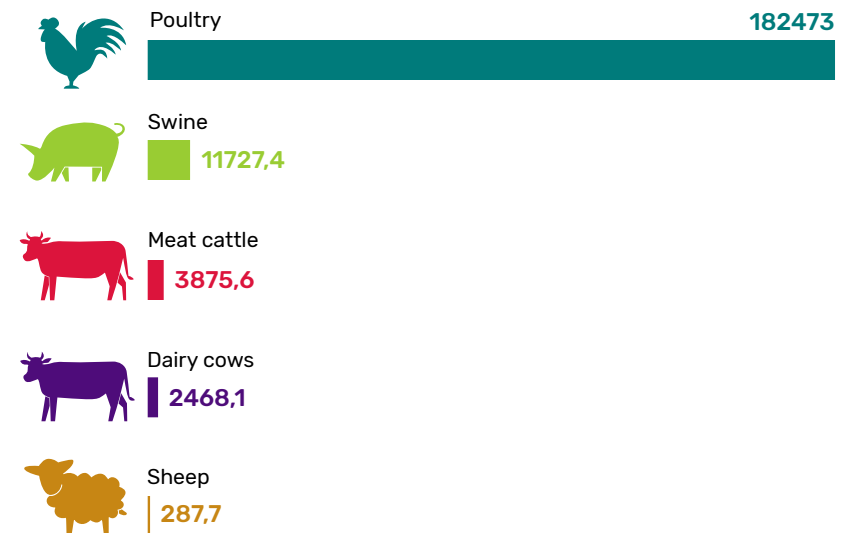 Poultry
182473
Swine
11727,4
Meat cattle
3875,6
Dairy cows
2468,1
Sheep
287,7